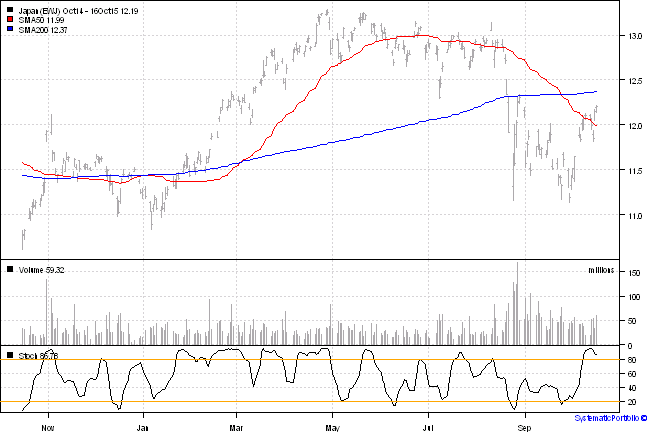 Japan (EWJ) Oct14 - 16Oct15 12.19
SMA50 11.99
SMA200 12.37
13.0
12.5
12.0
11.5
11.0
Volume 59.32
millions
150
100
50
0
Stoch 86.78
80
60
40
20
Nov
Jan
Mar
May
Jul
Sep
SystematicPortfolio ©